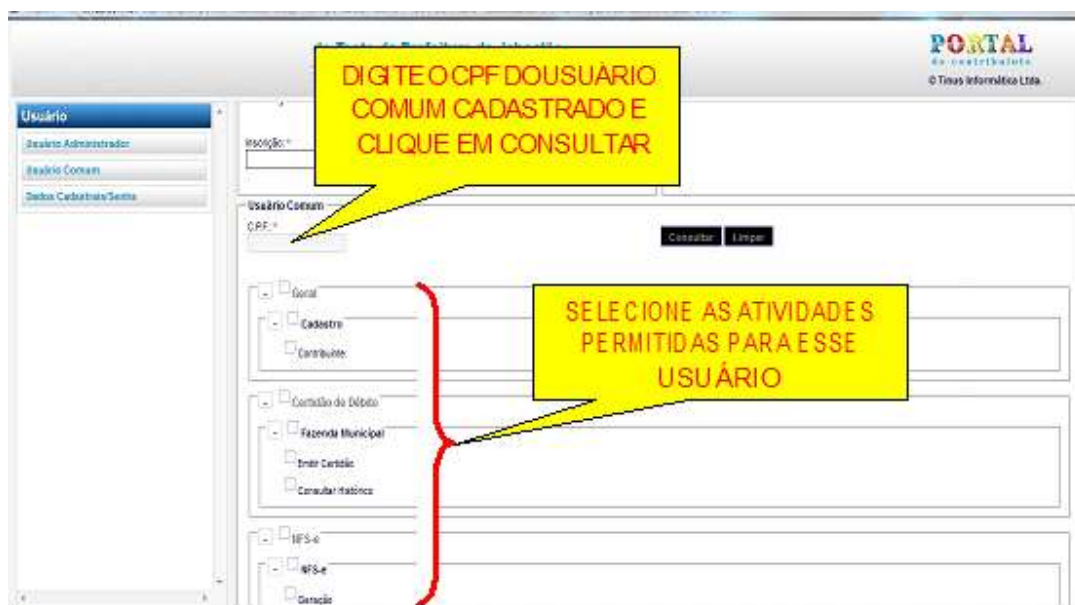 PORTAL
do contribuinte
© Tinus Informática Ltda.
DIGITE O CPF DO USUÀRIO
COMUM CADASTRADO E
CLIQUE EM CONSULTAR
Usuário
Usuário Administrador
Usuário Comum
Dados Cadastrais/Senha
Inscrição: *
Usuário Comum
C.P.F.: *
Consultar Limpar
- Geral
- Cadastro
Contribuinte
SELECIONE AS ATIVIDADES
PERMITIDAS PARA ESSE
USUÁRIO
- Certidão de Débito
- Fazenda Municipal
Emitir Certidão
Consultar Histórico
- NFS-e
- NFS-e
Geração